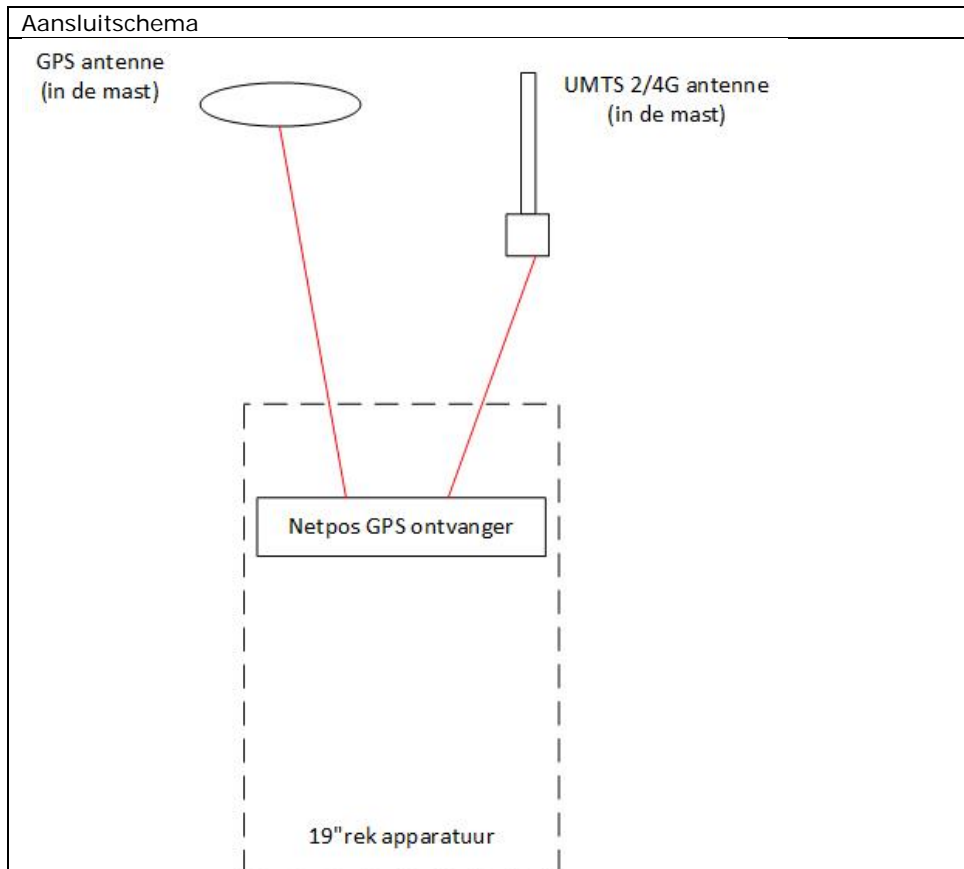 Aansluitschema
GPS antenne
(in de mast)
UMTS 2/4G antenne
(in de mast)
Netpos GPS ontvanger
19"rek apparatuur